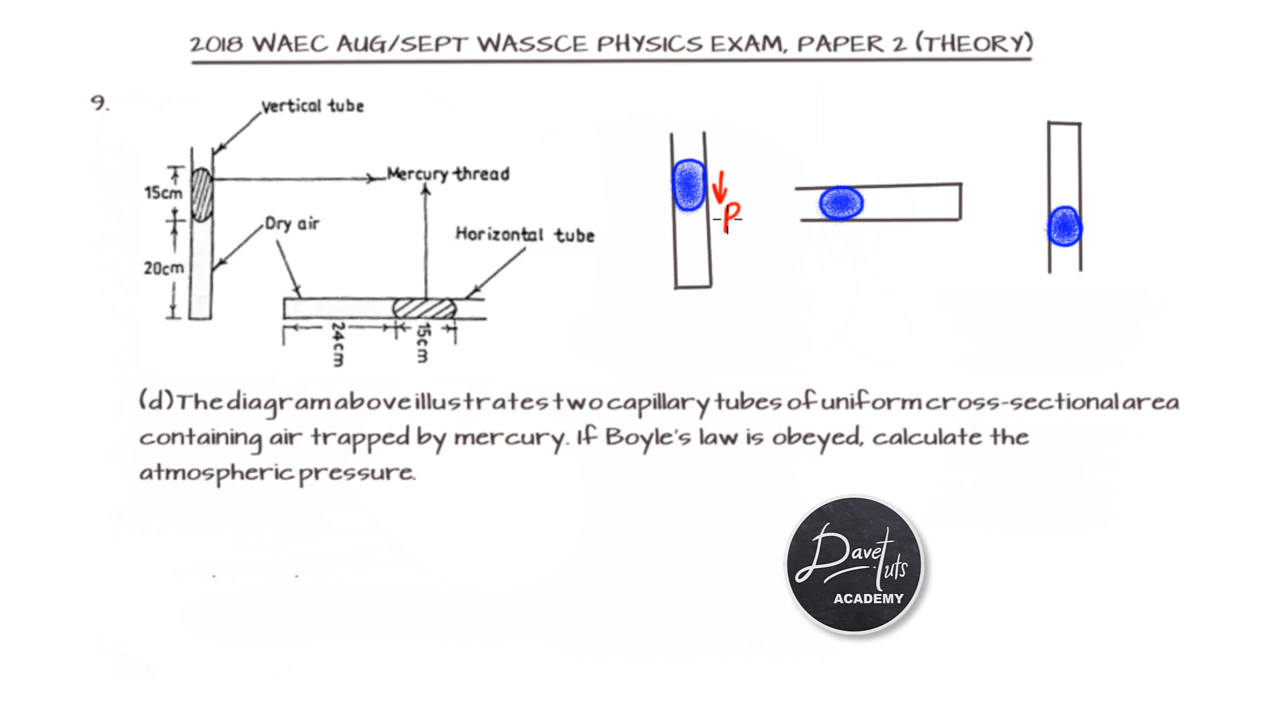 2018 WAEC AUG/SEPT WASSCE PHYSICS EXAM, PAPER 2 (THEORY)
9.
Vertical tube
15cm
Mercury thread
Dry air
Horizontal tube
20cm
24cm
15cm
P
(d) The diagram above illustrates two capillary tubes of uniform cross-sectional area
containing air trapped by mercury. If Boyle's law is obeyed, calculate the
atmospheric pressure.
Dave Tuts
ACADEMY